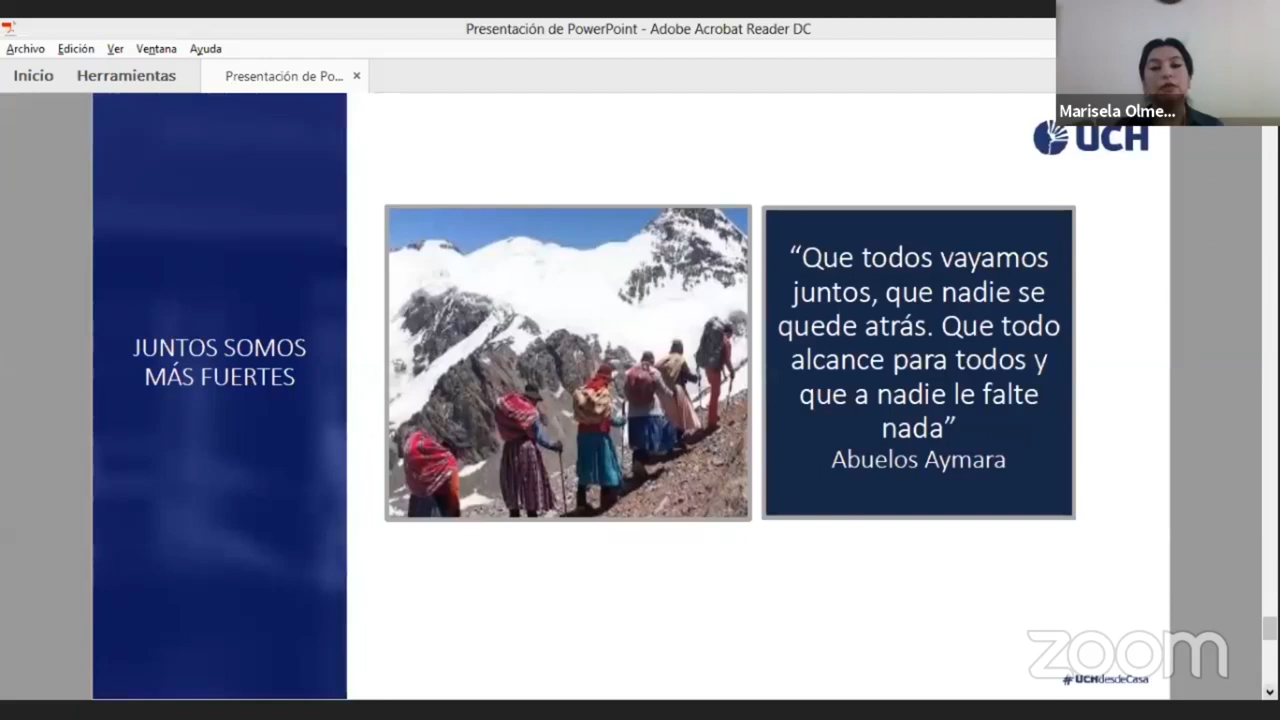 Presentación de PowerPoint - Adobe Acrobat Reader DC
Archivo Edición Ver Ventana Ayuda
Inicio Herramientas Presentación de Po... ×
Marisela Olme...
UCH
JUNTOS SOMOS
MÁS FUERTES
“Que todos vayamos
juntos, que nadie se
quede atrás. Que todo
alcance para todos y
que a nadie le falte
nada”
Abuelos Aymara
zoom
#UCHdesdeCasa